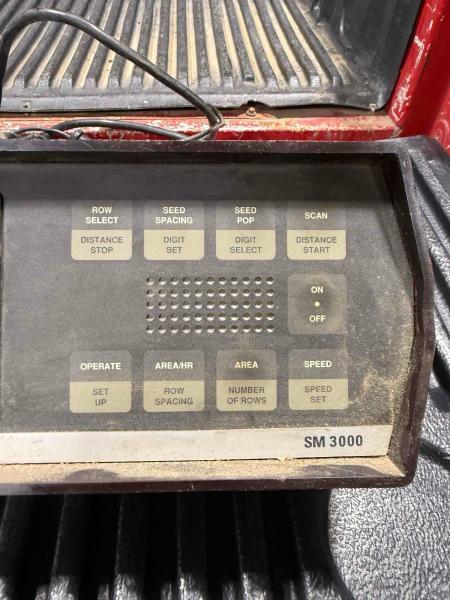 ROW
SELECT
DISTANCE
STOP
SEED
SPACING
DIGIT
SET
SEED
POP
DIGIT
SELECT
SCAN
DISTANCE
START
ON
OFF
OPERATE
SET
UP
AREA/HR
ROW
SPACING
AREA
NUMBER
OF ROWS
SPEED
SPEED
SET
SM 3000